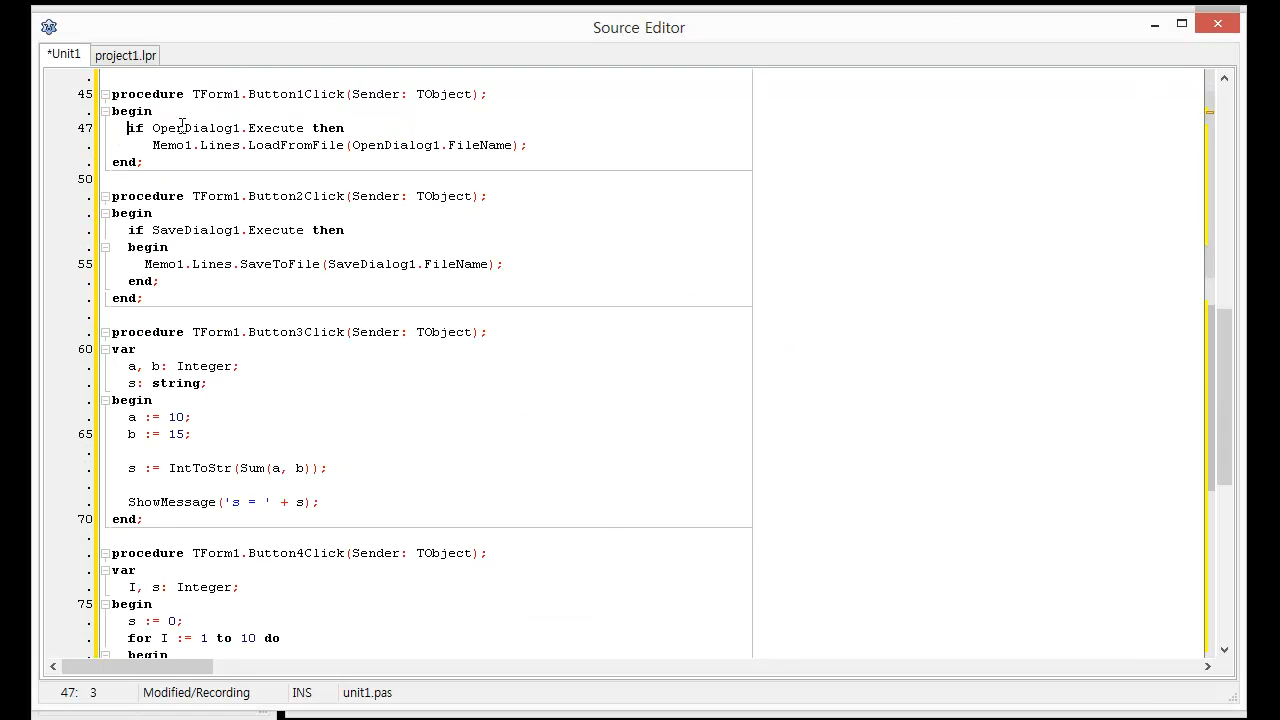 Source Editor
*Unit1 project1.lpr
45 procedure TForm1.Button1Click(Sender: TObject);
begin
47 if OpenDialog1.Execute then
Memo1.Lines.LoadFromFile(OpenDialog1.FileName);
end;
50
procedure TForm1.Button2Click(Sender: TObject);
begin
if SaveDialog1.Execute then
begin
55 Memo1.Lines.SaveToFile(SaveDialog1.FileName);
end;
end;
procedure TForm1.Button3Click(Sender: TObject);
60 var
a, b: Integer;
s: string;
begin
a := 10;
65 b := 15;
s := IntToStr(Sum(a, b));
ShowMessage('s = ' + s);
70 end;
procedure TForm1.Button4Click(Sender: TObject);
var
I, s: Integer;
75 begin
s := 0;
for I := 1 to 10 do
begin
47: 3 Modified/Recording INS unit1.pas